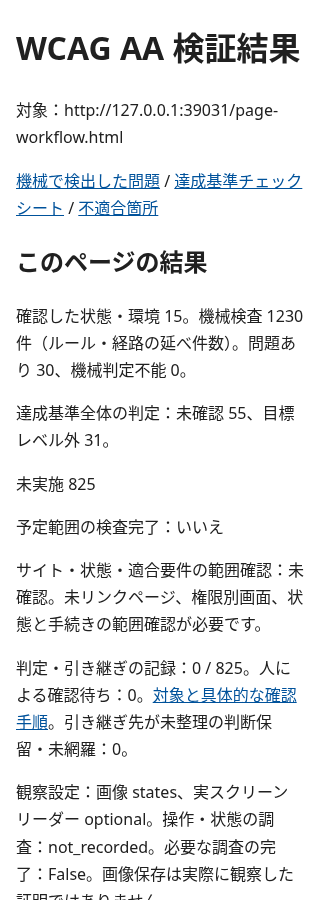 WCAG AA 検証結果
対象：http://127.0.0.1:39031/page-
workflow.html
機械で検出した問題 / 達成基準チェック
シート / 不適合箇所
このページの結果
確認した状態・環境 15。機械検査 1230
件（ルール・経路の延べ件数）。問題あ
り 30、機械判定不能 0。
達成基準全体の判定：未確認 55、目標
レベル外 31。
未実施 825
予定範囲の検査完了：いいえ
サイト・状態・適合要件の範囲確認：未
確認。未リンクページ、権限別画面、状
態と手続きの範囲確認が必要です。
判定・引き継ぎの記録：0 / 825。人に
よる確認待ち：0。対象と具体的な確認
手順。引き継ぎ先が未整理の判断保
留・未網羅：0。
観察設定：画像 states、実スクリーン
リーダー optional。操作・状態の調
査：not_recorded。必要な調査の完
了：False。画像保存は実際に観察した
証明ではありません